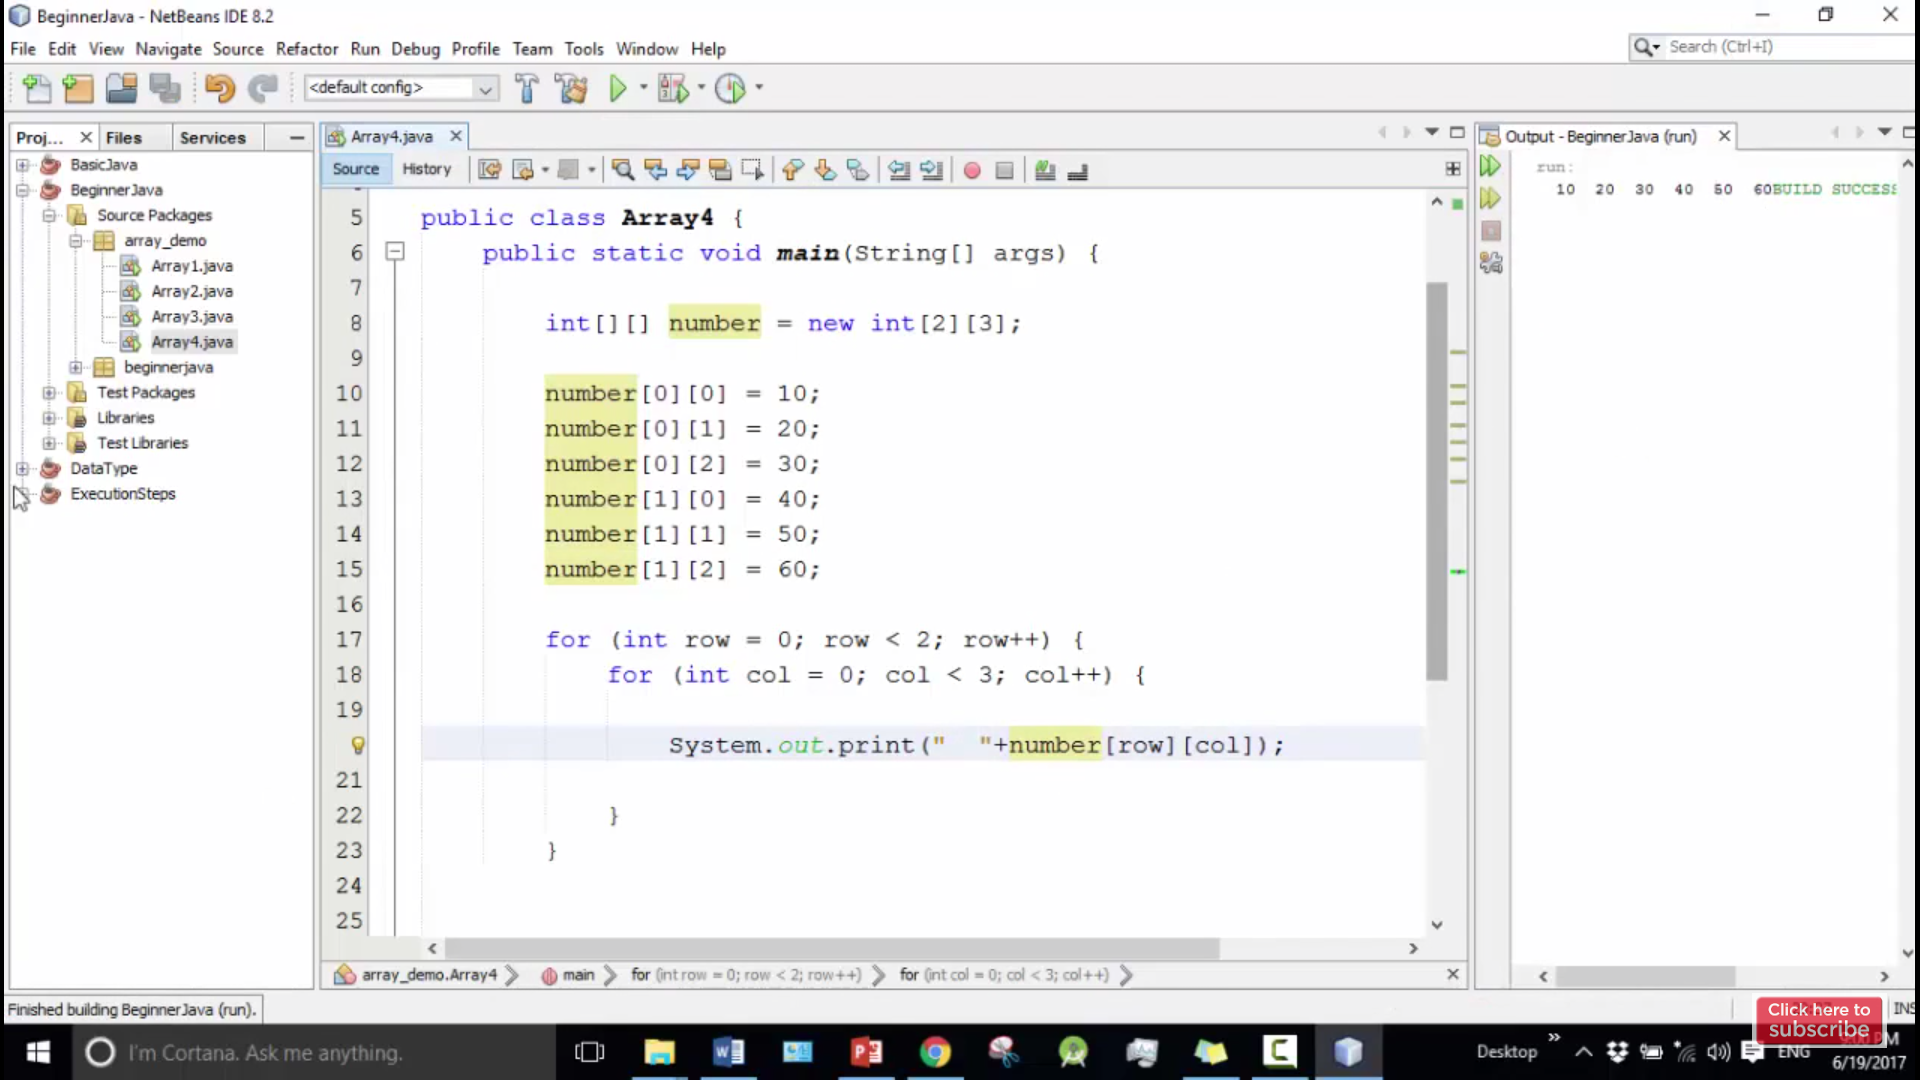 BeginnerJava - NetBeans IDE 8.2
File Edit View Navigate Source Refactor Run Debug Profile Team Tools Window Help
Search (Ctrl+I)
<default config>
Proj... Files Services
BasicJava
BeginnerJava
Source Packages
array_demo
Array1.java
Array2.java
Array3.java
Array4.java
beginnerjava
Test Packages
Libraries
Test Libraries
DataType
ExecutionSteps
Array4.java
Source History
5 public class Array4 {
6 public static void main(String[] args) {
7
8 int[][] number = new int[2][3];
9
10 number[0][0] = 10;
11 number[0][1] = 20;
12 number[0][2] = 30;
13 number[1][0] = 40;
14 number[1][1] = 50;
15 number[1][2] = 60;
16
17 for (int row = 0; row < 2; row++) {
18 for (int col = 0; col < 3; col++) {
19
System.out.print("  "+number[row][col]);
21
22 }
23 }
24
25
array_demo.Array4 main for (int row = 0; row < 2; row++) for (int col = 0; col < 3; col++)
Output - BeginnerJava (run)
run:
10 20 30 40 50 60BUILD SUCCESS
Finished building BeginnerJava (run).
INS
Click here to
subscribe
I'm Cortana. Ask me anything.
Desktop
ENG
PM
6/19/2017